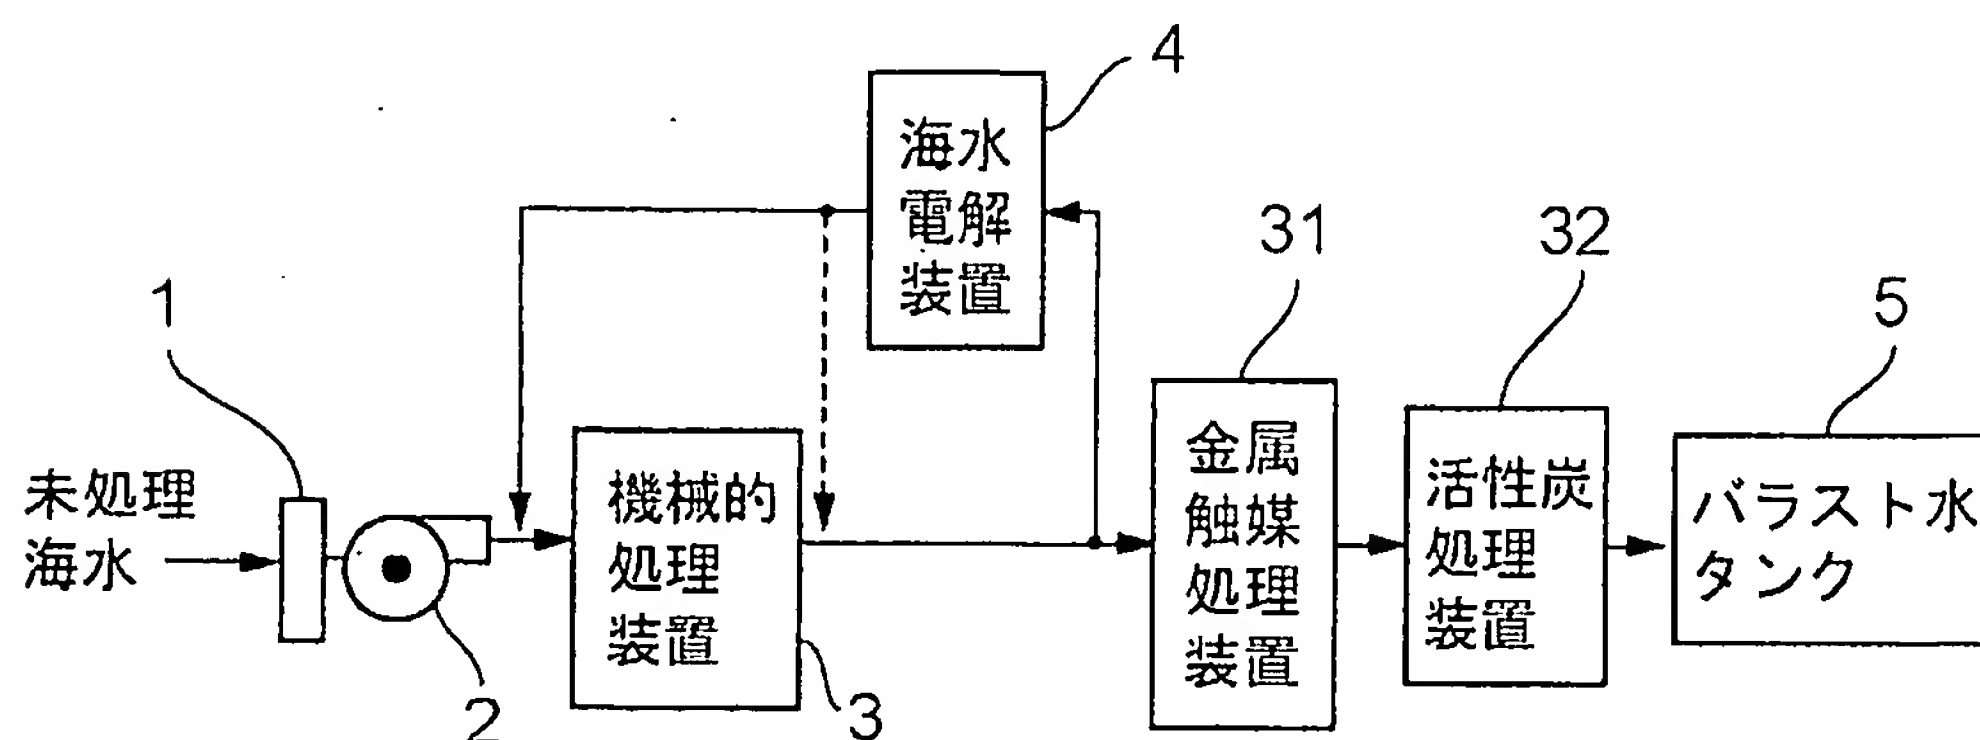 4
海水
電解
装置
31
32
1
5
未処理
海水
機械的
処理
装置
金属
触媒
処理
装置
活性炭
処理
装置
バラスト水
タンク
2
3